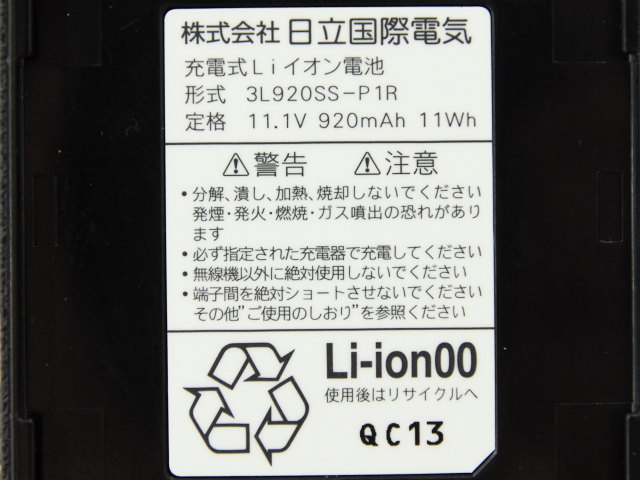 株式会社 日立国際電気
充電式Liイオン電池
形式 3L920SS-P1R
定格 11.1V 920mAh 11Wh
⚠警告 ⚠注意
・分解、潰し、加熱、焼却しないでください
発煙・発火・燃焼・ガス噴出の恐れがあり
ます
・必ず指定された充電器で充電してください
・無線機以外に絶対使用しないでください
・端子間を絶対ショートさせないでください
その他"ご使用のしおり"を参照ください
Li-ion00
使用後はリサイクルへ
QC13